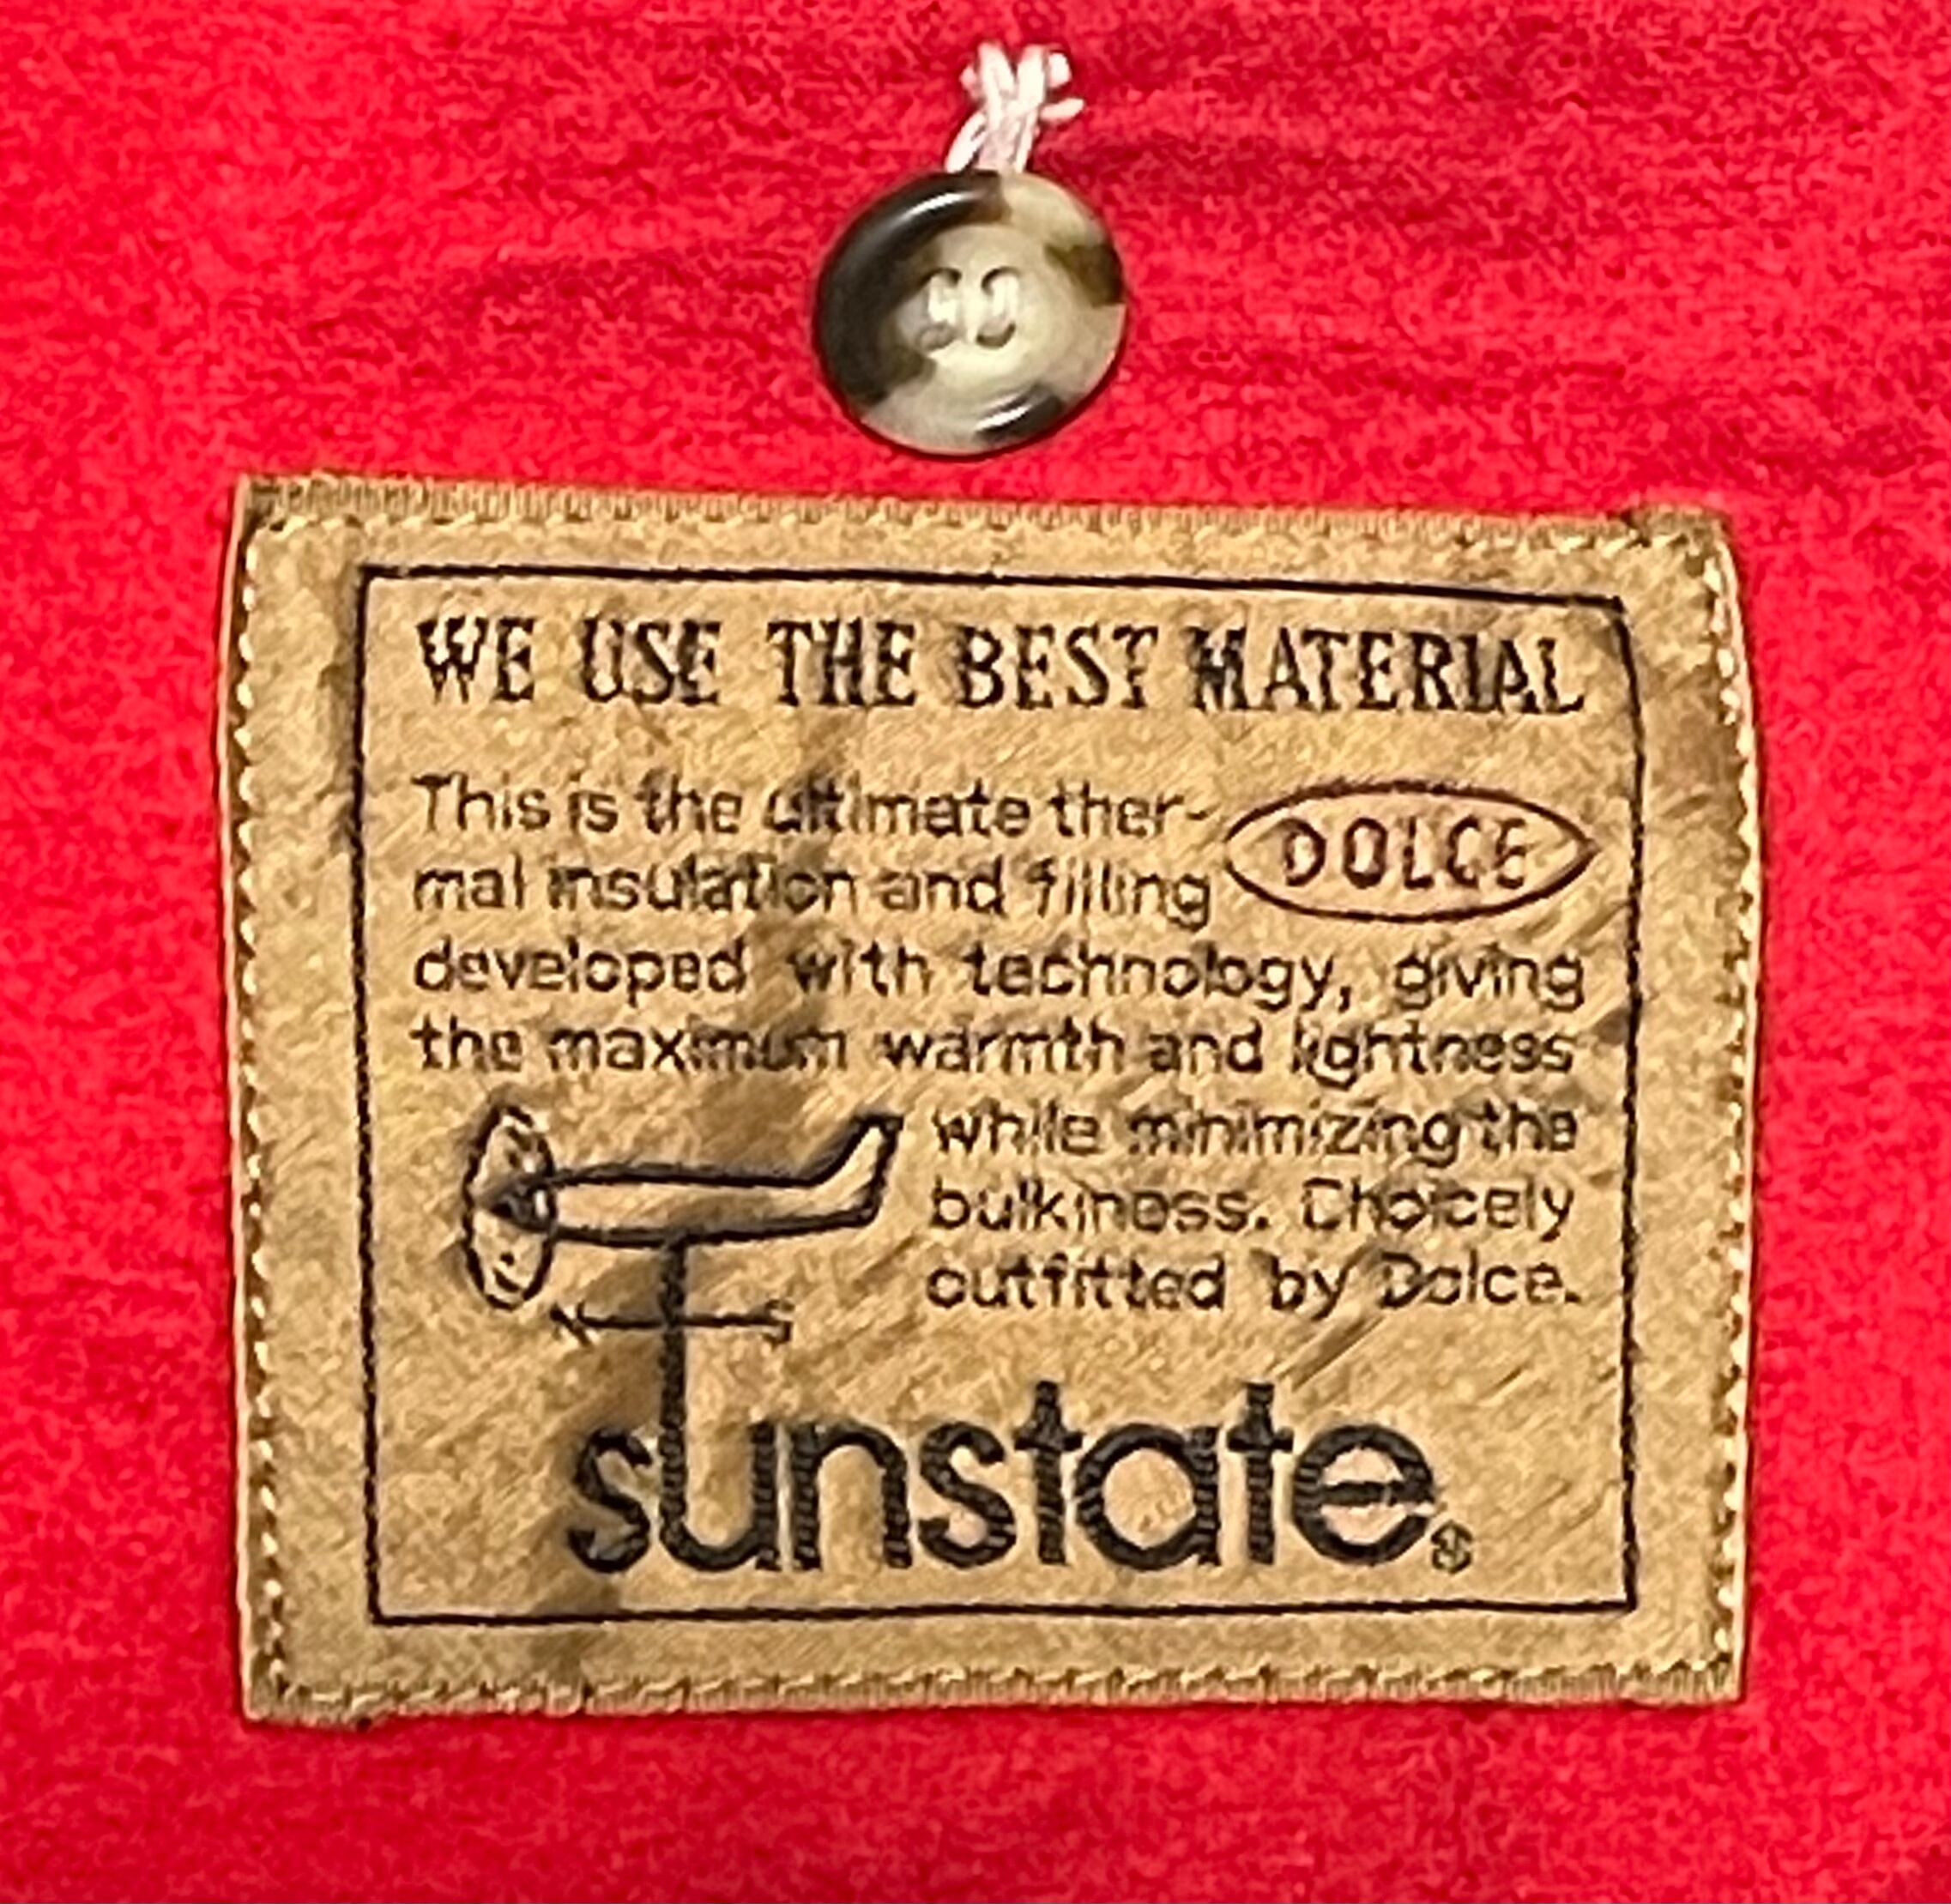 WE USE THE BEST MATERIAL
This is the ultimate ther-
mal insulation and filling
DOLCE
developed with technology, giving
the maximum warmth and lightness
while minimizing the
bulkiness. Choicely
outfitted by Dolce.
N S
sunstate®